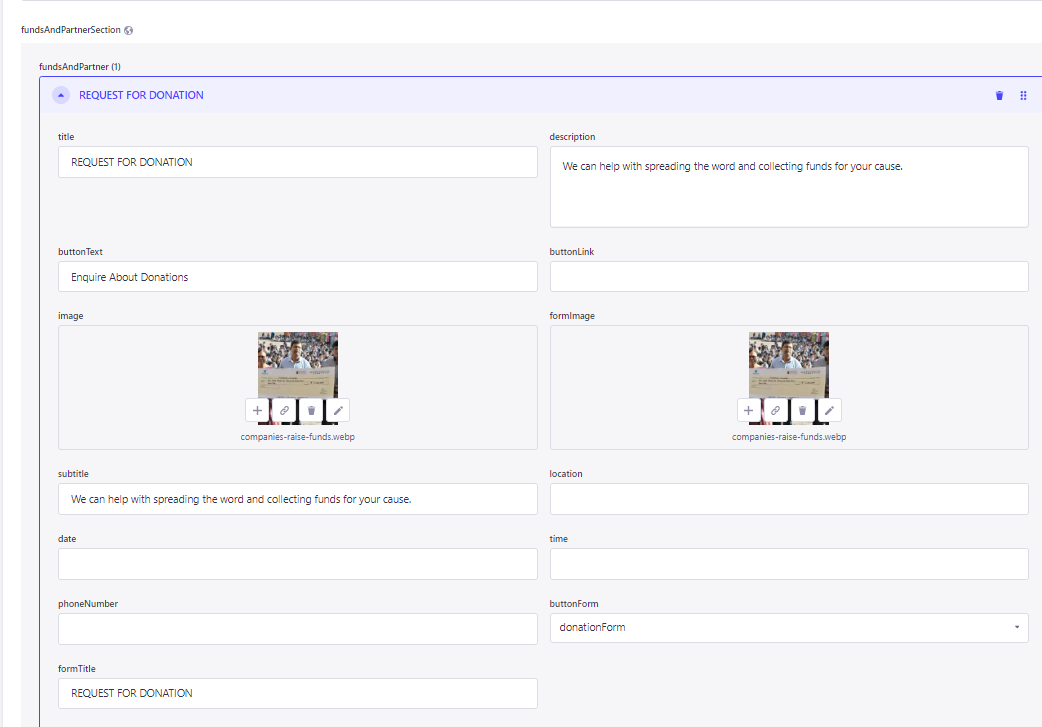 fundsAndPartnerSection
fundsAndPartner (1)
REQUEST FOR DONATION
title
description
REQUEST FOR DONATION
We can help with spreading the word and collecting funds for your cause.
buttonText
buttonLink
Enquire About Donations
image
formImage
companies-raise-funds.webp
companies-raise-funds.webp
subtitle
location
We can help with spreading the word and collecting funds for your cause.
date
time
phoneNumber
buttonForm
donationForm
formTitle
REQUEST FOR DONATION